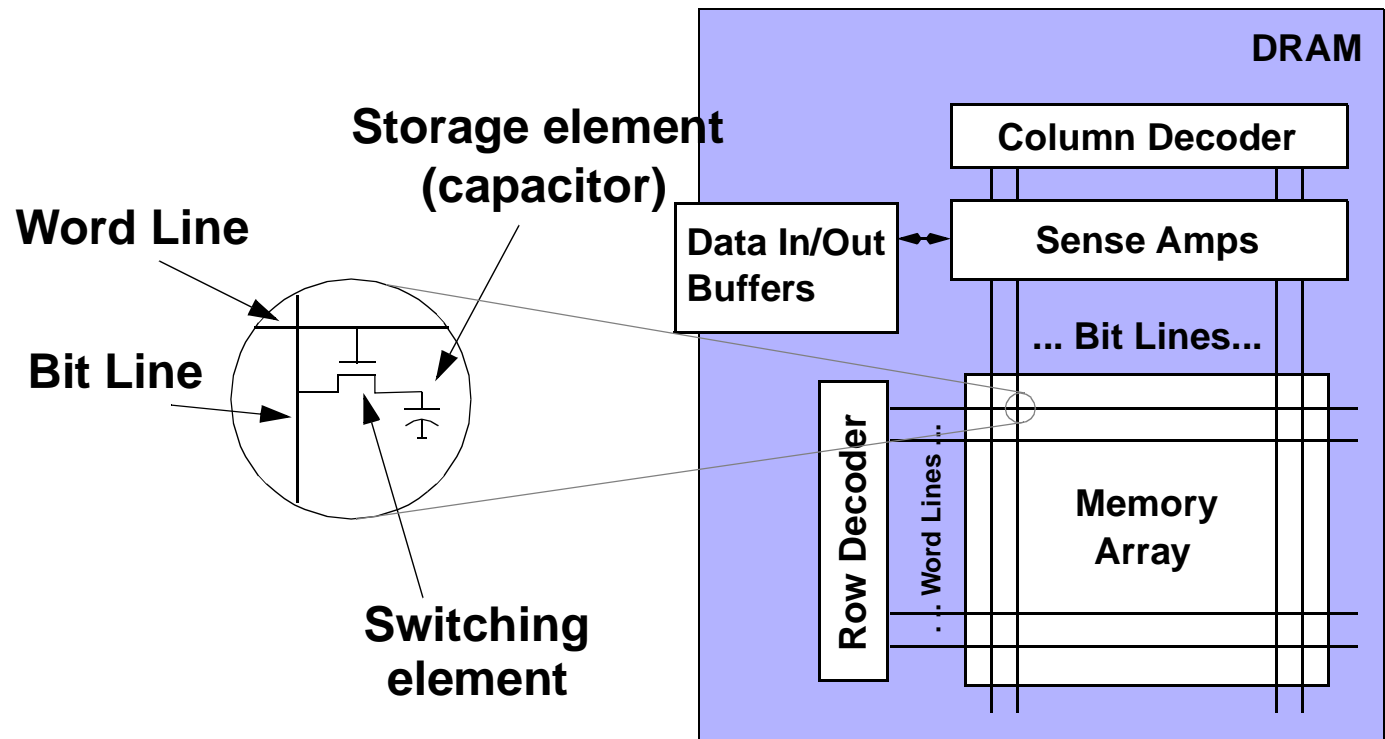 DRAM
Storage element
(capacitor)
Word Line
Bit Line
Switching
element
Column Decoder
Data In/Out
Buffers
Sense Amps
... Bit Lines...
Row Decoder
. .. Word Lines ...
Memory
Array